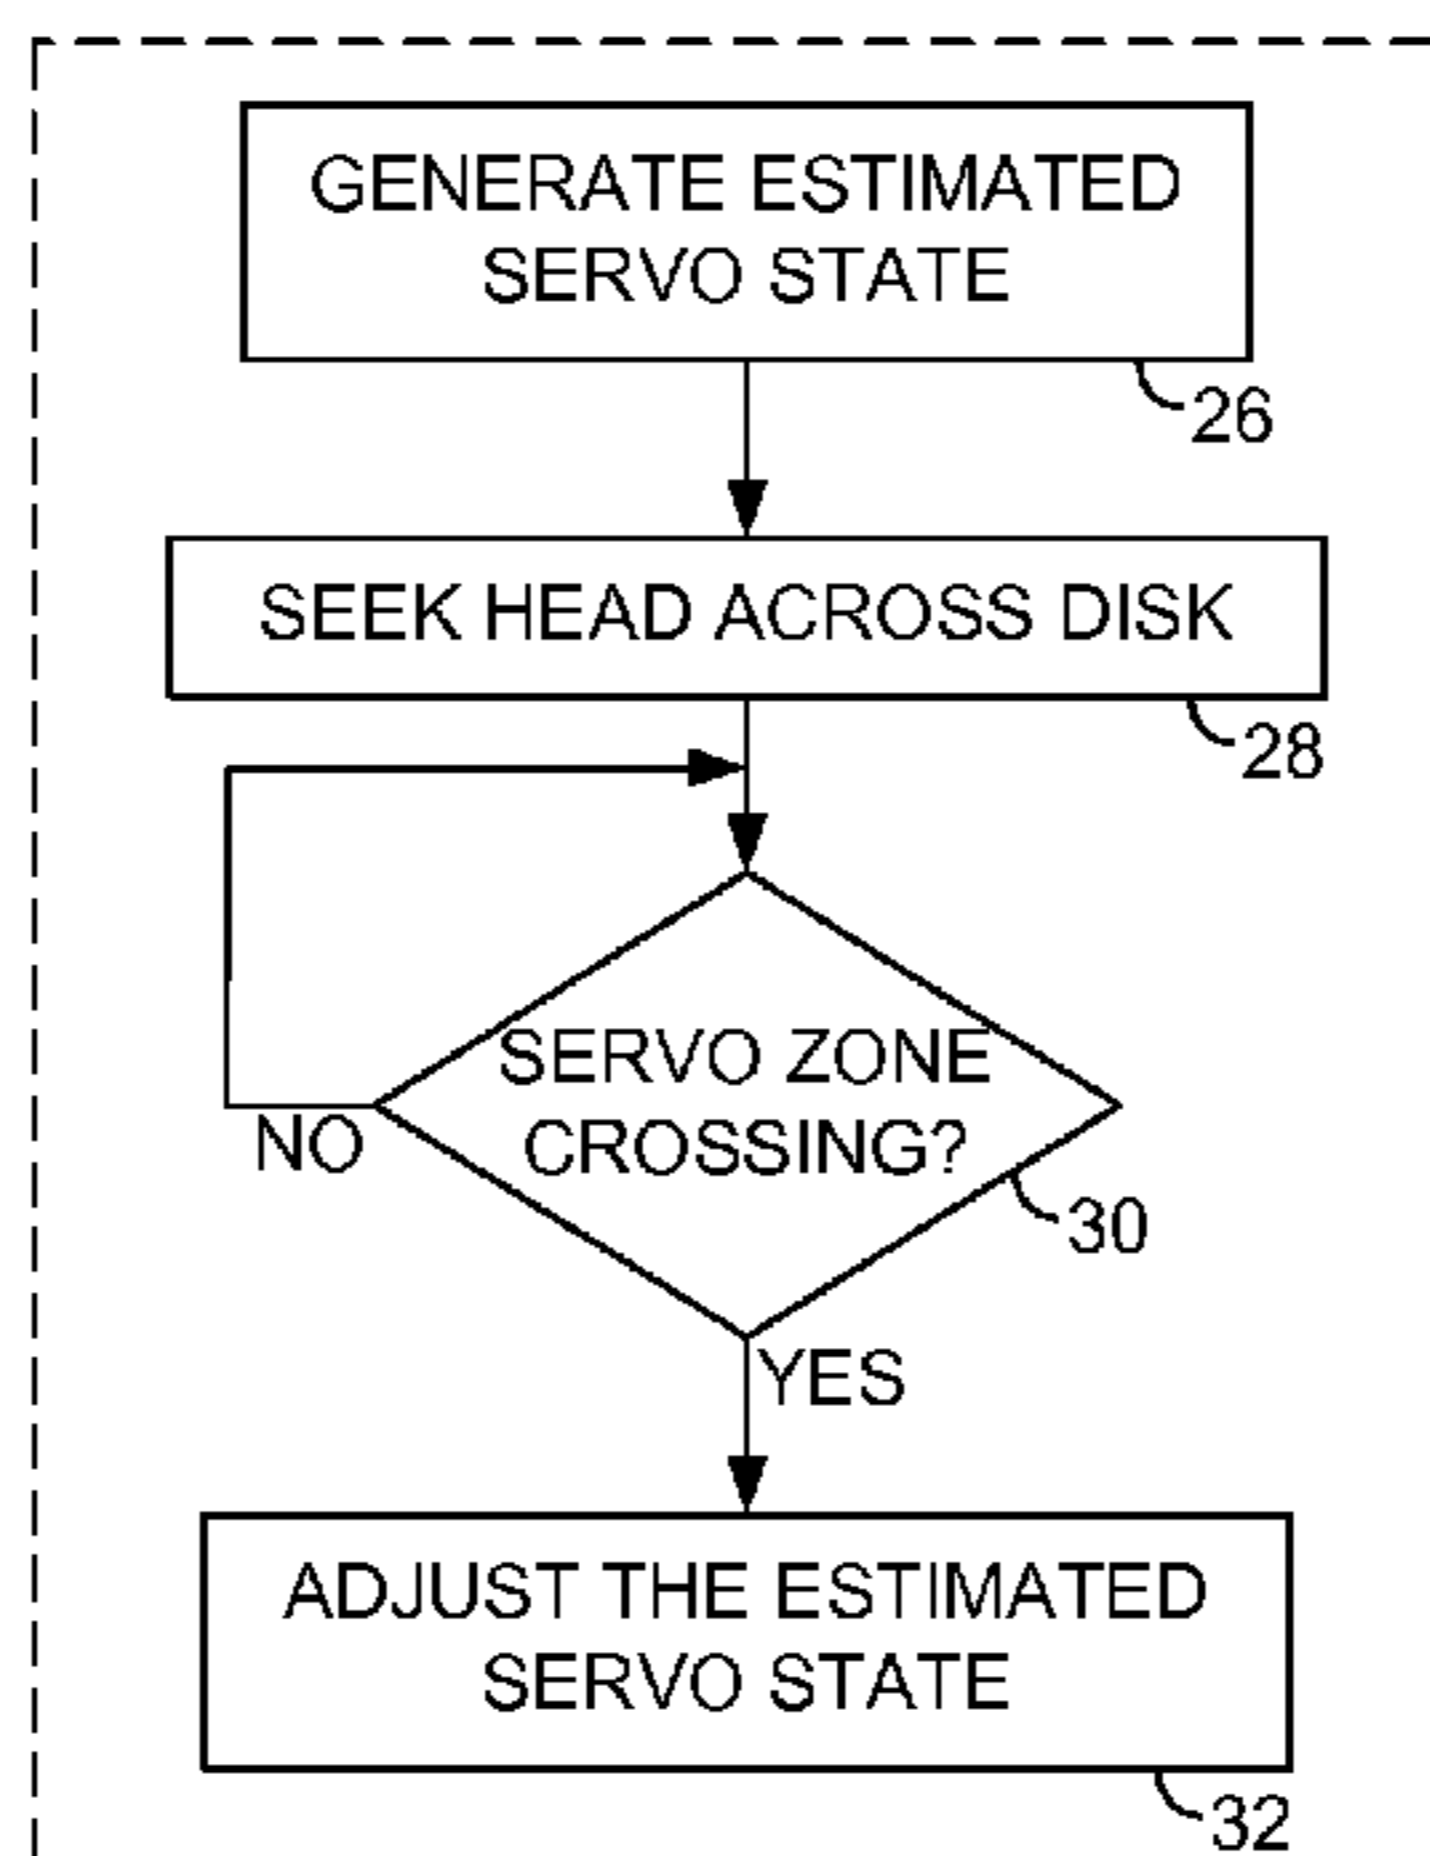 GENERATE ESTIMATED
SERVO STATE
26
SEEK HEAD ACROSS DISK
28
SERVO ZONE
CROSSING?
NO
30
YES
ADJUST THE ESTIMATED
SERVO STATE
32